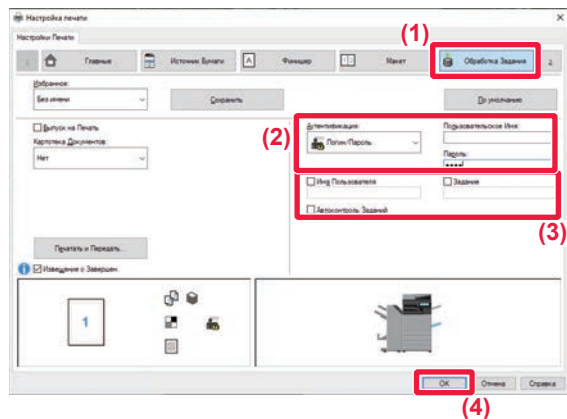 Настройка печати
Настройки Печати
(1)
Главные
Источник Бумаги
Финишер
Макет
Обработка Задания
Избранное:
Без имени
Сохранить
По умолчанию
Выпуск на Печать
Картотека Документов:
Нет
(2)
Аутентификация:
Логин/Пароль
Пользовательское Имя:
Пароль:
••••
Имя Пользователя
Задание
Автоконтроль Заданий
(3)
Печатать и Передать...
Извещение о Завершен.
1
OK
Отмена
Справка
(4)